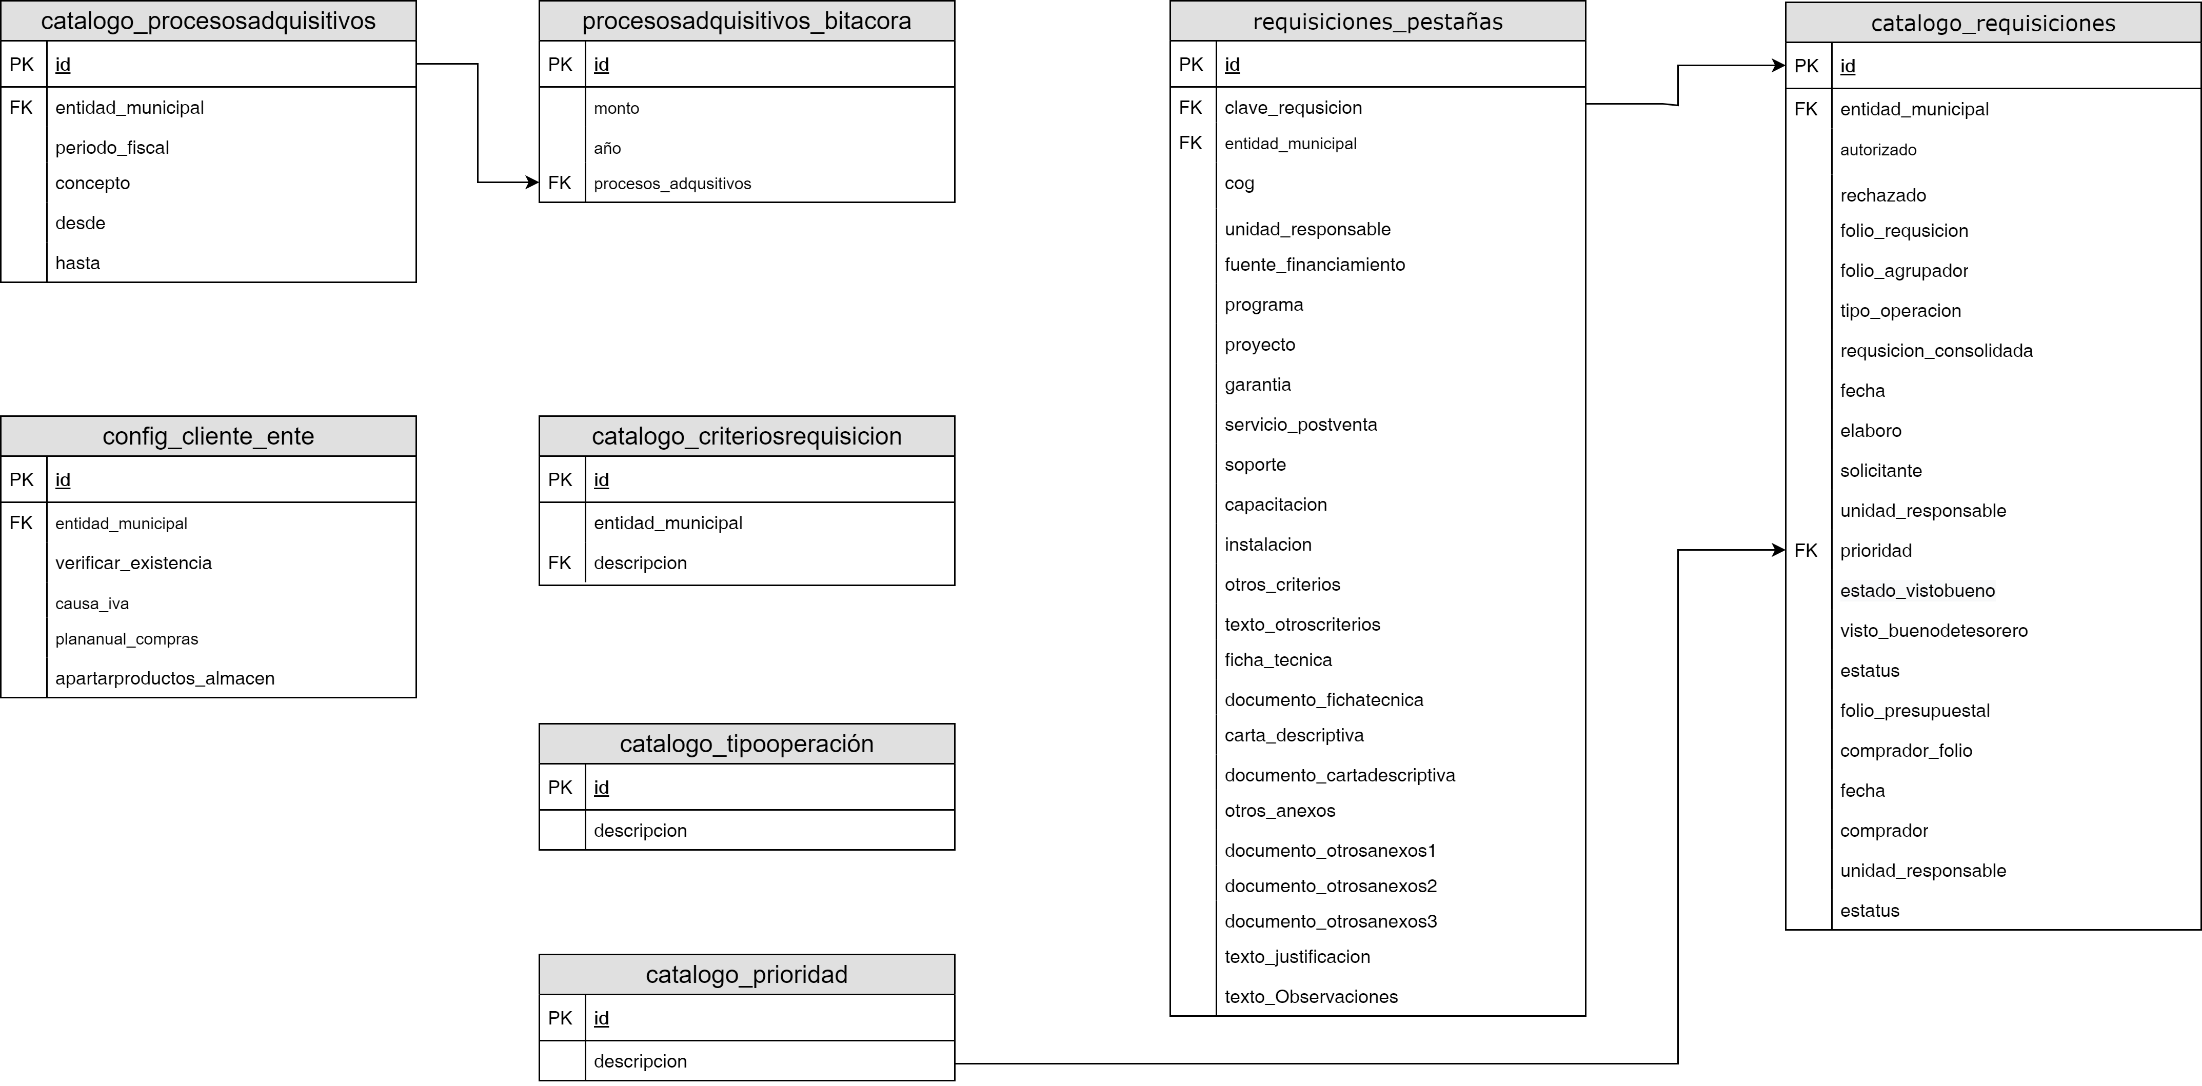 catalogo_procesosadquisitivos
PK id
FK entidad_municipal
periodo_fiscal
concepto
desde
hasta
procesosadquisitivos_bitacora
PK id
monto
año
FK procesos_adqusitivos
requisiciones_pestañas
PK id
FK clave_requsicion
FK entidad_municipal
cog
unidad_responsable
fuente_financiamiento
programa
proyecto
garantia
servicio_postventa
soporte
capacitacion
instalacion
otros_criterios
texto_otroscriterios
ficha_tecnica
documento_fichatecnica
carta_descriptiva
documento_cartadescriptiva
otros_anexos
documento_otrosanexos1
documento_otrosanexos2
documento_otrosanexos3
texto_justificacion
texto_Observaciones
catalogo_requisiciones
PK id
FK entidad_municipal
autorizado
rechazado
folio_requsicion
folio_agrupador
tipo_operacion
requsicion_consolidada
fecha
elaboro
solicitante
unidad_responsable
FK prioridad
estado_vistobueno
visto_buenodetesorero
estatus
folio_presupuestal
comprador_folio
fecha
comprador
unidad_responsable
estatus
config_cliente_ente
PK id
FK entidad_municipal
verificar_existencia
causa_iva
plananual_compras
apartarproductos_almacen
catalogo_criteriosrequisicion
PK id
entidad_municipal
FK descripcion
catalogo_tipooperación
PK id
descripcion
catalogo_prioridad
PK id
descripcion